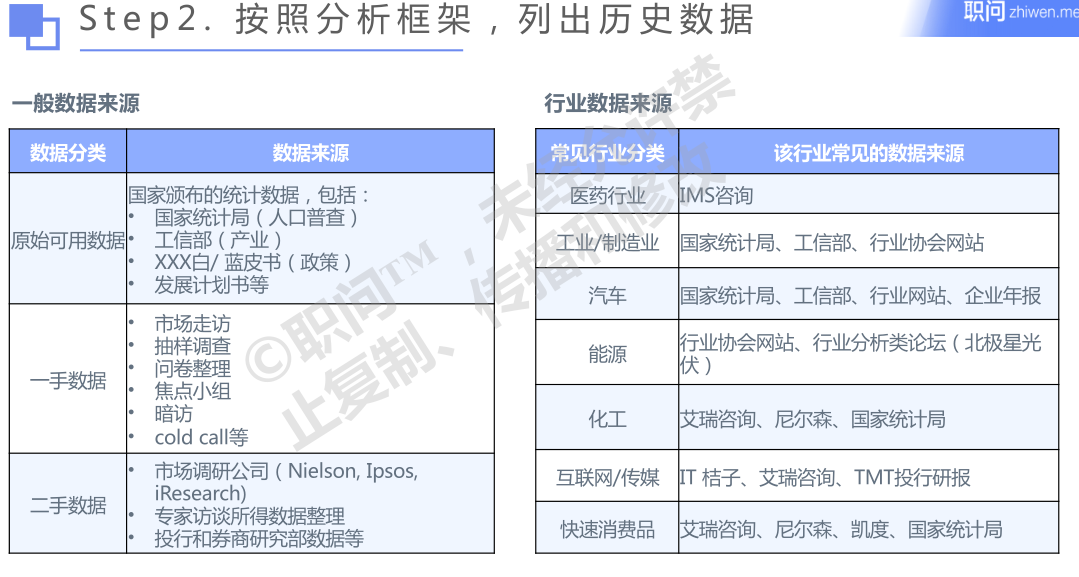 Step2. 按照分析框架，列出历史数据
职问 zhiwen.me
一般数据来源
数据分类 数据来源
原始可用数据
国家颁布的统计数据，包括：
• 国家统计局（人口普查）
• 工信部（产业）
• XXX白/ 蓝皮书（政策）
• 发展计划书等
一手数据
• 市场走访
• 抽样调查
• 问卷整理
• 焦点小组
• 暗访
• cold call等
二手数据
• 市场调研公司（Nielson, Ipsos,
iResearch)
• 专家访谈所得数据整理
• 投行和券商研究部数据等
行业数据来源
常见行业分类 该行业常见的数据来源
医药行业 IMS咨询
工业/制造业 国家统计局、工信部、行业协会网站
汽车 国家统计局、工信部、行业网站、企业年报
能源 行业协会网站、行业分析类论坛（北极星光
伏）
化工 艾瑞咨询、尼尔森、国家统计局
互联网/传媒 IT 桔子、艾瑞咨询、TMT投行研报
快速消费品 艾瑞咨询、尼尔森、凯度、国家统计局
©职问™，未经允许禁
止复制、传播和修改